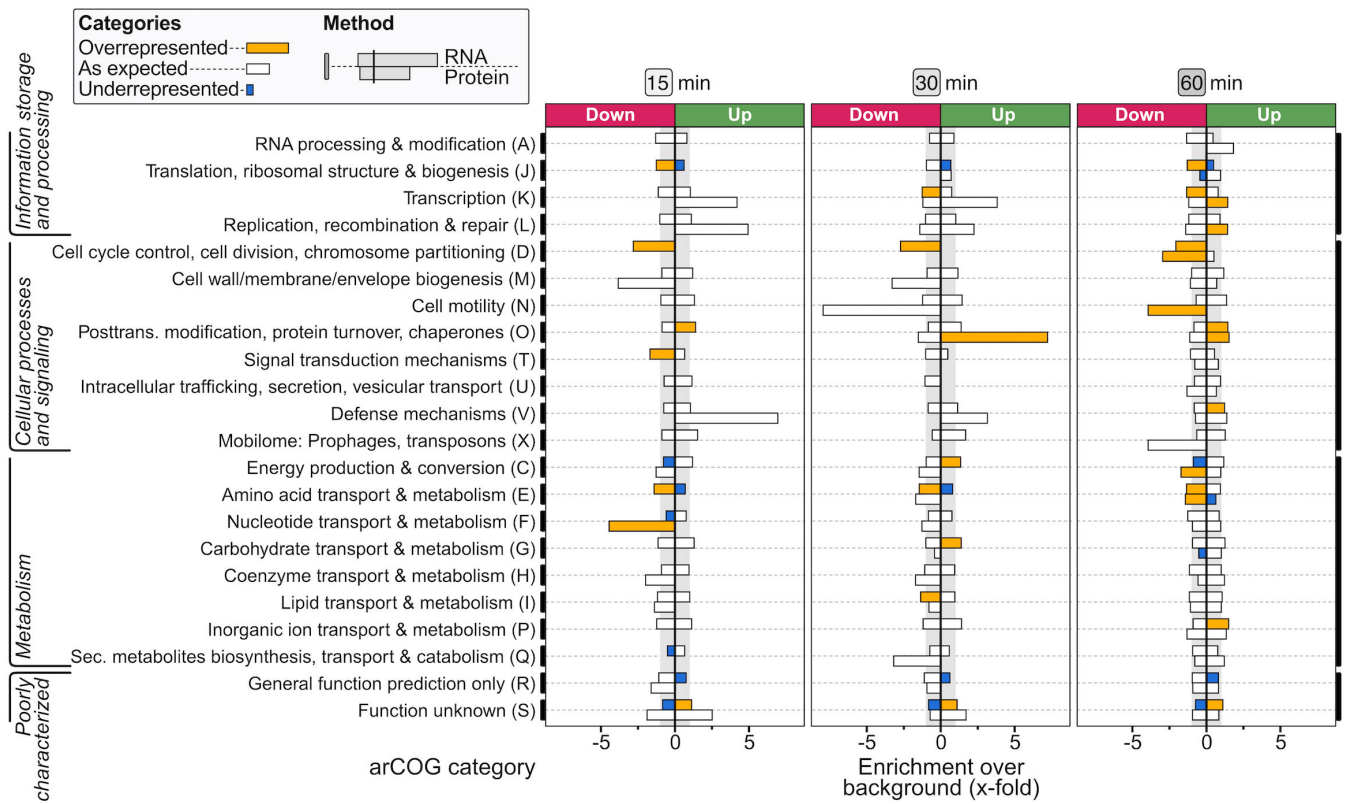 Categories
Method
Overrepresented
As expected
Underrepresented
RNA
Protein
15 min
30 min
60 min
Down
Up
Down
Up
Down
Up
Information storage
and processing
RNA processing & modification (A)
Translation, ribosomal structure & biogenesis (J)
Transcription (K)
Replication, recombination & repair (L)
Cellular processes
and signaling
Cell cycle control, cell division, chromosome partitioning (D)
Cell wall/membrane/envelope biogenesis (M)
Cell motility (N)
Posttrans. modification, protein turnover, chaperones (O)
Signal transduction mechanisms (T)
Intracellular trafficking, secretion, vesicular transport (U)
Defense mechanisms (V)
Mobilome: Prophages, transposons (X)
Metabolism
Energy production & conversion (C)
Amino acid transport & metabolism (E)
Nucleotide transport & metabolism (F)
Carbohydrate transport & metabolism (G)
Coenzyme transport & metabolism (H)
Lipid transport & metabolism (I)
Inorganic ion transport & metabolism (P)
Sec. metabolites biosynthesis, transport & catabolism (Q)
Poorly
characterized
General function prediction only (R)
Function unknown (S)
-5 0 5
-5 0 5
-5 0 5
arCOG category
Enrichment over
background (x-fold)